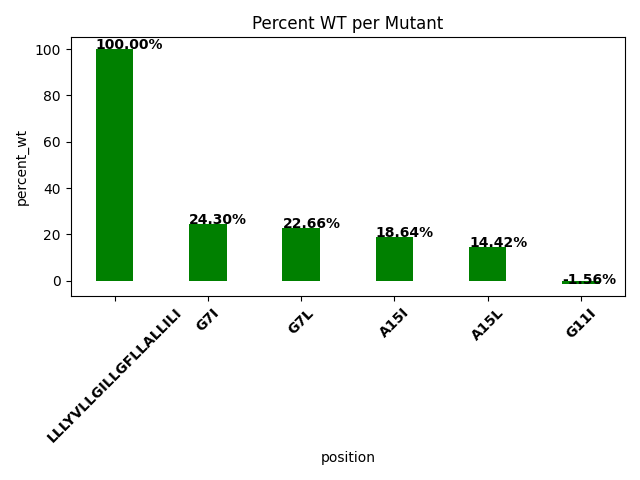 Percent WT per Mutant
percent_wt
100
80
60
40
20
0
100.00%
24.30%
22.66%
18.64%
14.42%
-1.56%
LLLYVLLGILLGFLLALLILI
G7I
G7L
A15I
A15L
G11I
position